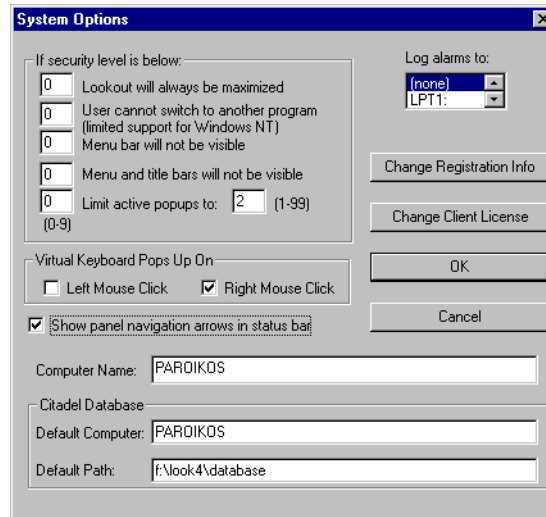 System Options
If security level is below:
0 Lookout will always be maximized
0 User cannot switch to another program
(limited support for Windows NT)
0 Menu bar will not be visible
0 Menu and title bars will not be visible
0 Limit active popups to: 2 (1-99)
(0-9)
Log alarms to:
(none)
LPT1:
Change Registration Info
Change Client License
OK
Cancel
Virtual Keyboard Pops Up On
Left Mouse Click Right Mouse Click
Show panel navigation arrows in status bar
Computer Name: PAROIKOS
Citadel Database
Default Computer: PAROIKOS
Default Path: f:\look4\database